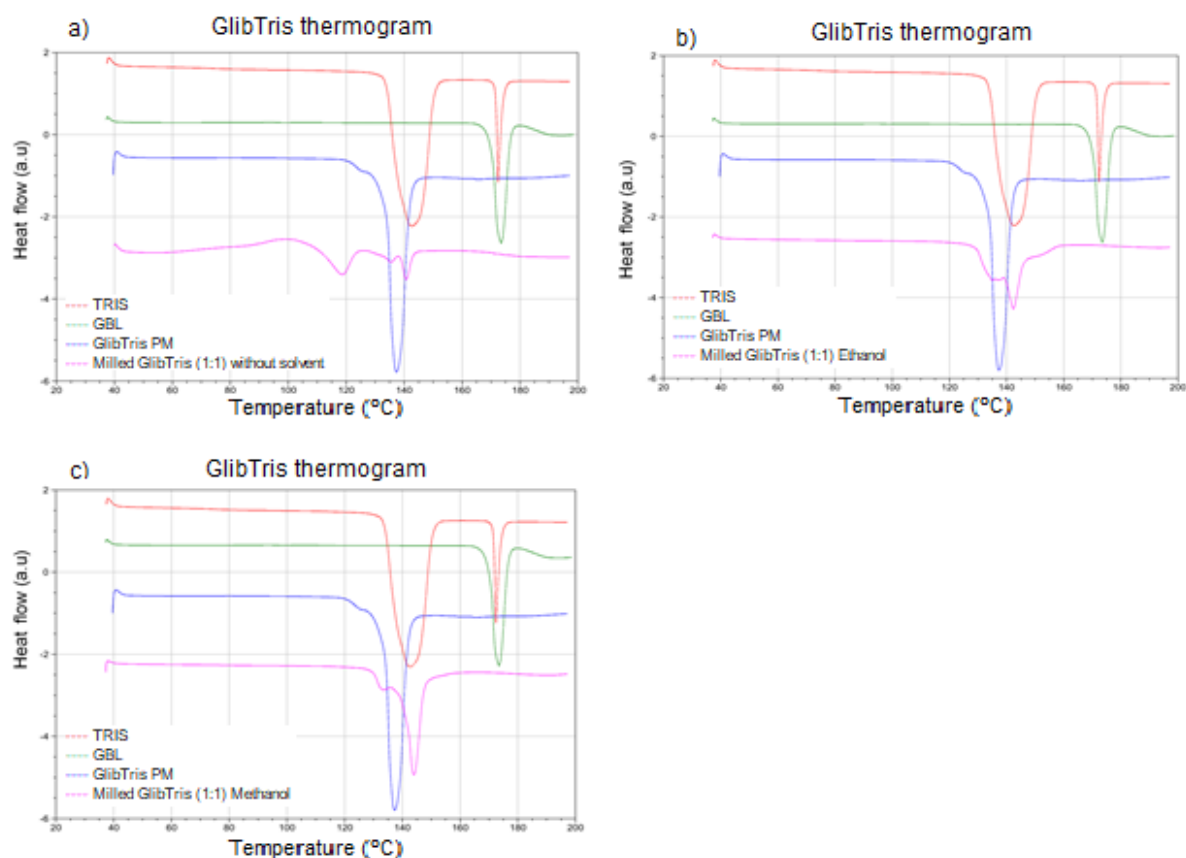 a)
GlibTris thermogram
2
0
-2
-4
-6
Heat flow (a.u)
TRIS
GBL
GlibTris PM
Milled GlibTris (1:1) without solvent
20 40 60 80 100 120 140 160 180 200
Temperature (°C)
b)
GlibTris thermogram
2
0
-2
-4
-6
Heat flow (a.u)
TRIS
GBL
GlibTris PM
Milled GlibTris (1:1) Ethanol
20 40 60 80 100 120 140 160 180 200
Temperature (°C)
c)
GlibTris thermogram
2
0
-2
-4
-6
Heat flow (a.u)
TRIS
GBL
GlibTris PM
Milled GlibTris (1:1) Methanol
20 40 60 80 100 120 140 160 180 200
Temperature (°C)